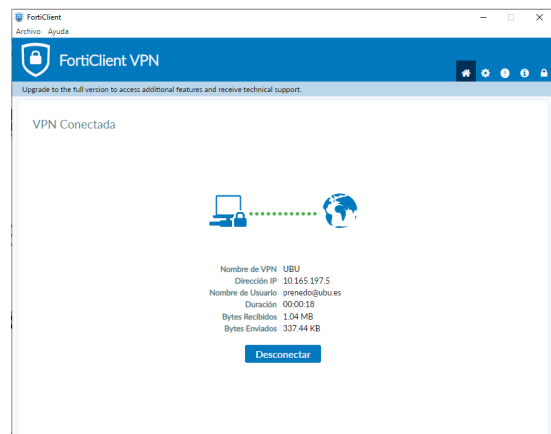 FortiClient
Archivo Ayuda
FortiClient VPN
Upgrade to the full version to access additional features and receive technical support.
VPN Conectada
Nombre de VPN UBU
Dirección IP 10.165.197.5
Nombre de Usuario prenedo@ubu.es
Duración 00:00:18
Bytes Recibidos 1.04 MB
Bytes Enviados 337.44 KB
Desconectar